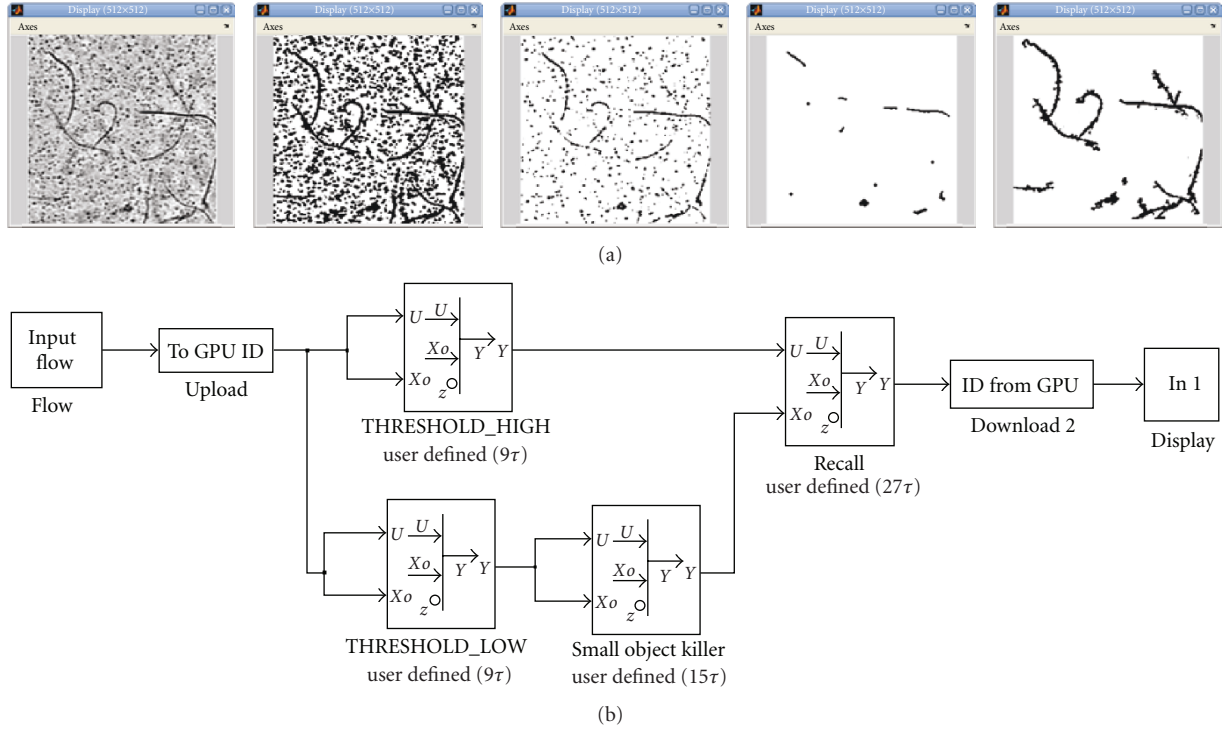 Display (512×512)
Display (512×512)
Display (512×512)
Display (512×512)
Display (512×512)
Axes
Axes
Axes
Axes
Axes
(a)
Input flow
Flow
To GPU ID
Upload
U U
Xo
Y Y
Xo
z
THRESHOLD_HIGH
user defined (9τ)
U U
Xo
Y Y
Xo
z
Recall
user defined (27τ)
ID from GPU
Download 2
In 1
Display
U U
Xo
Y Y
Xo
z
THRESHOLD_LOW
user defined (9τ)
U U
Xo
Y Y
Xo
z
Small object killer
user defined (15τ)
(b)